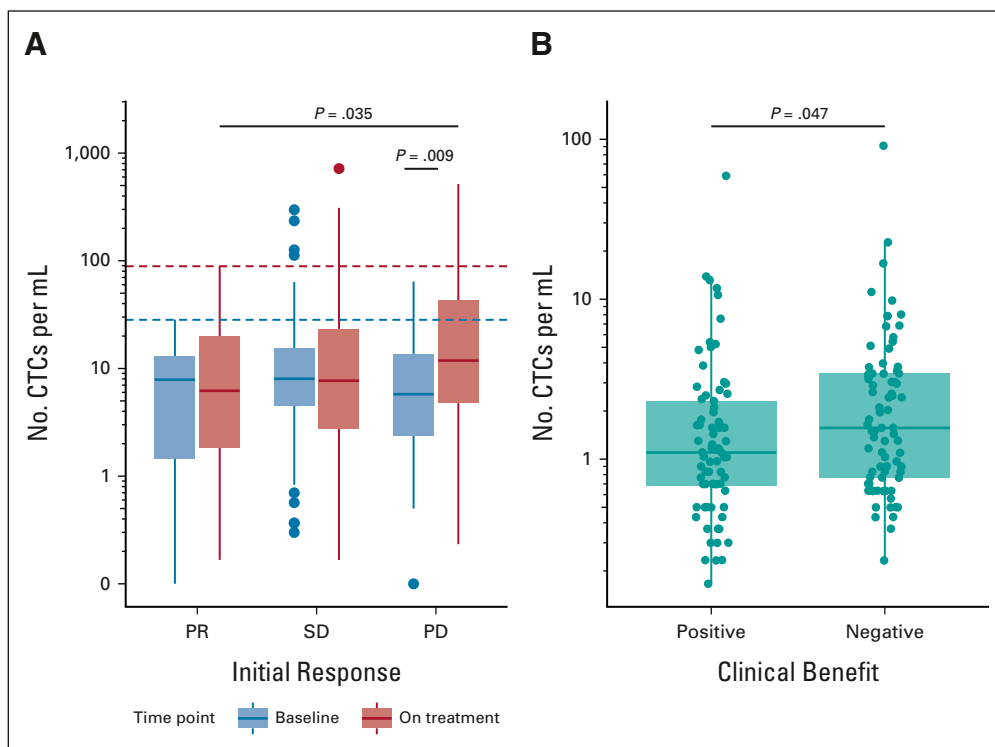 A
P = .035
P = .009
1,000
100
10
1
0
No. CTCs per mL
PR SD PD
Initial Response
Time point Baseline On treatment
B
P = .047
100
10
1
No. CTCs per mL
Positive Negative
Clinical Benefit